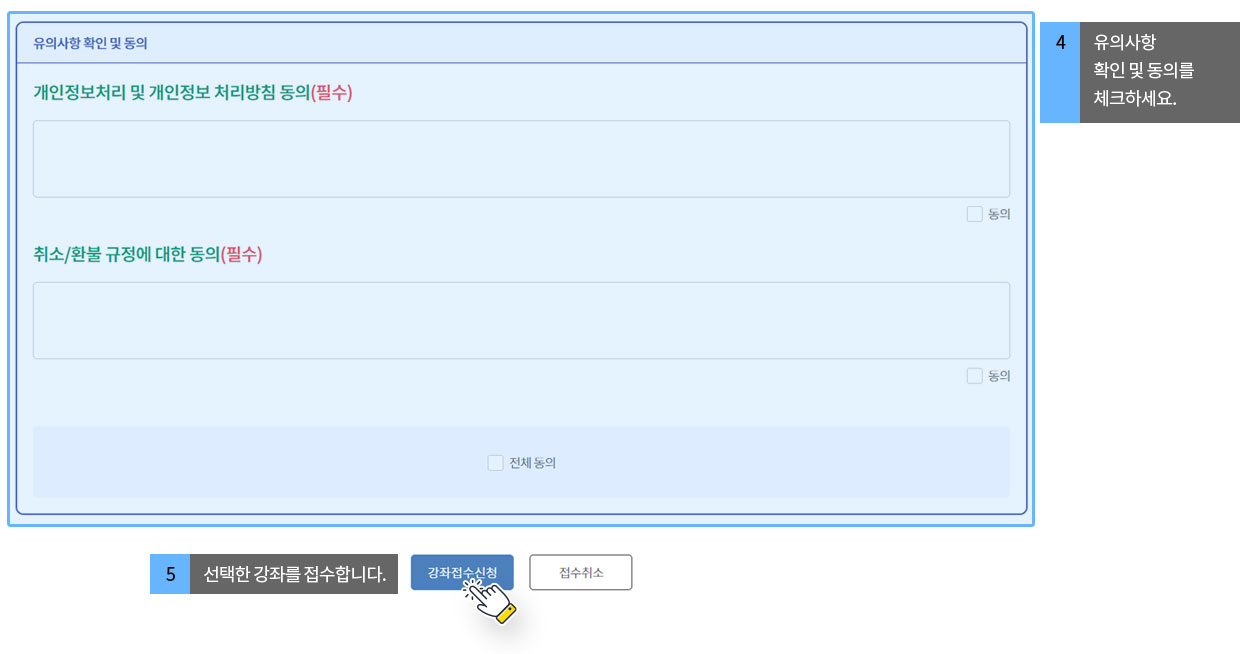 유의사항 확인 및 동의
개인정보처리 및 개인정보 처리방침 동의(필수)
동의
취소/환불 규정에 대한 동의(필수)
동의
전체 동의
4
유의사항
확인 및 동의를
체크하세요.
5
선택한 강좌를 접수합니다.
강좌접수신청
접수취소